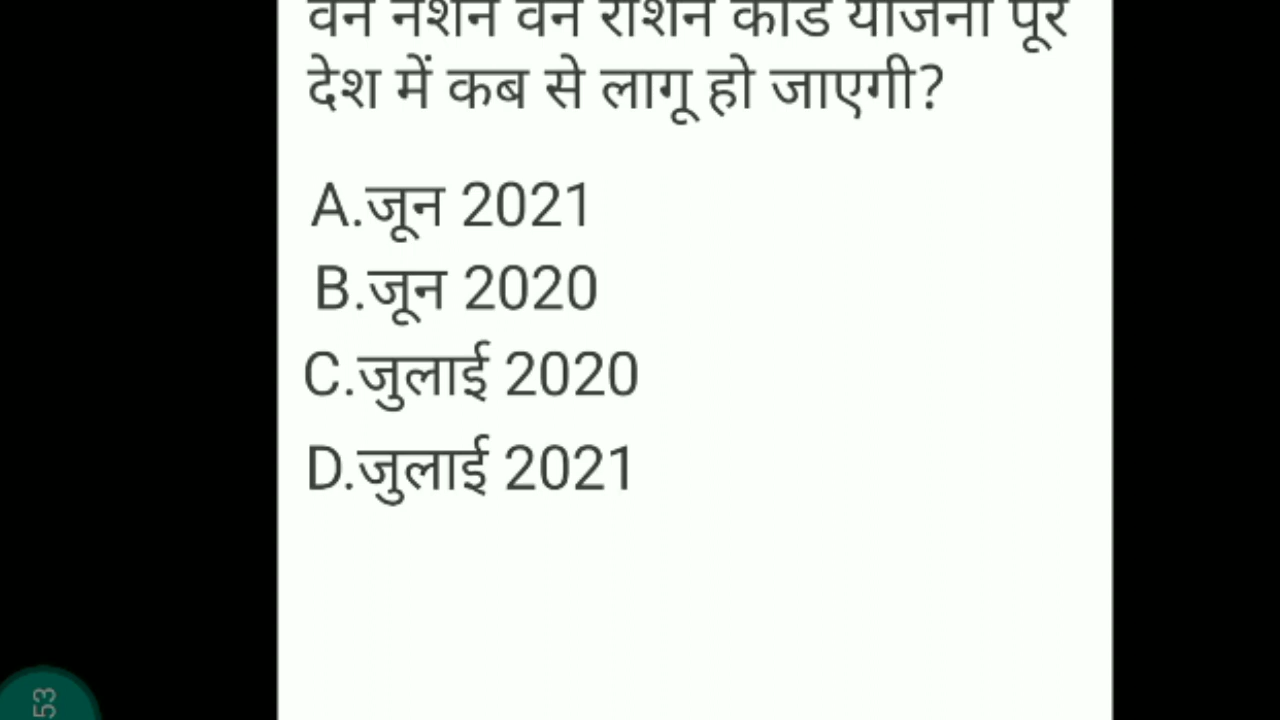 वन नेशन वन राशन कार्ड योजना पूरे
देश में कब से लागू हो जाएगी?
A.जून 2021
B.जून 2020
C.जुलाई 2020
D.जुलाई 2021
53